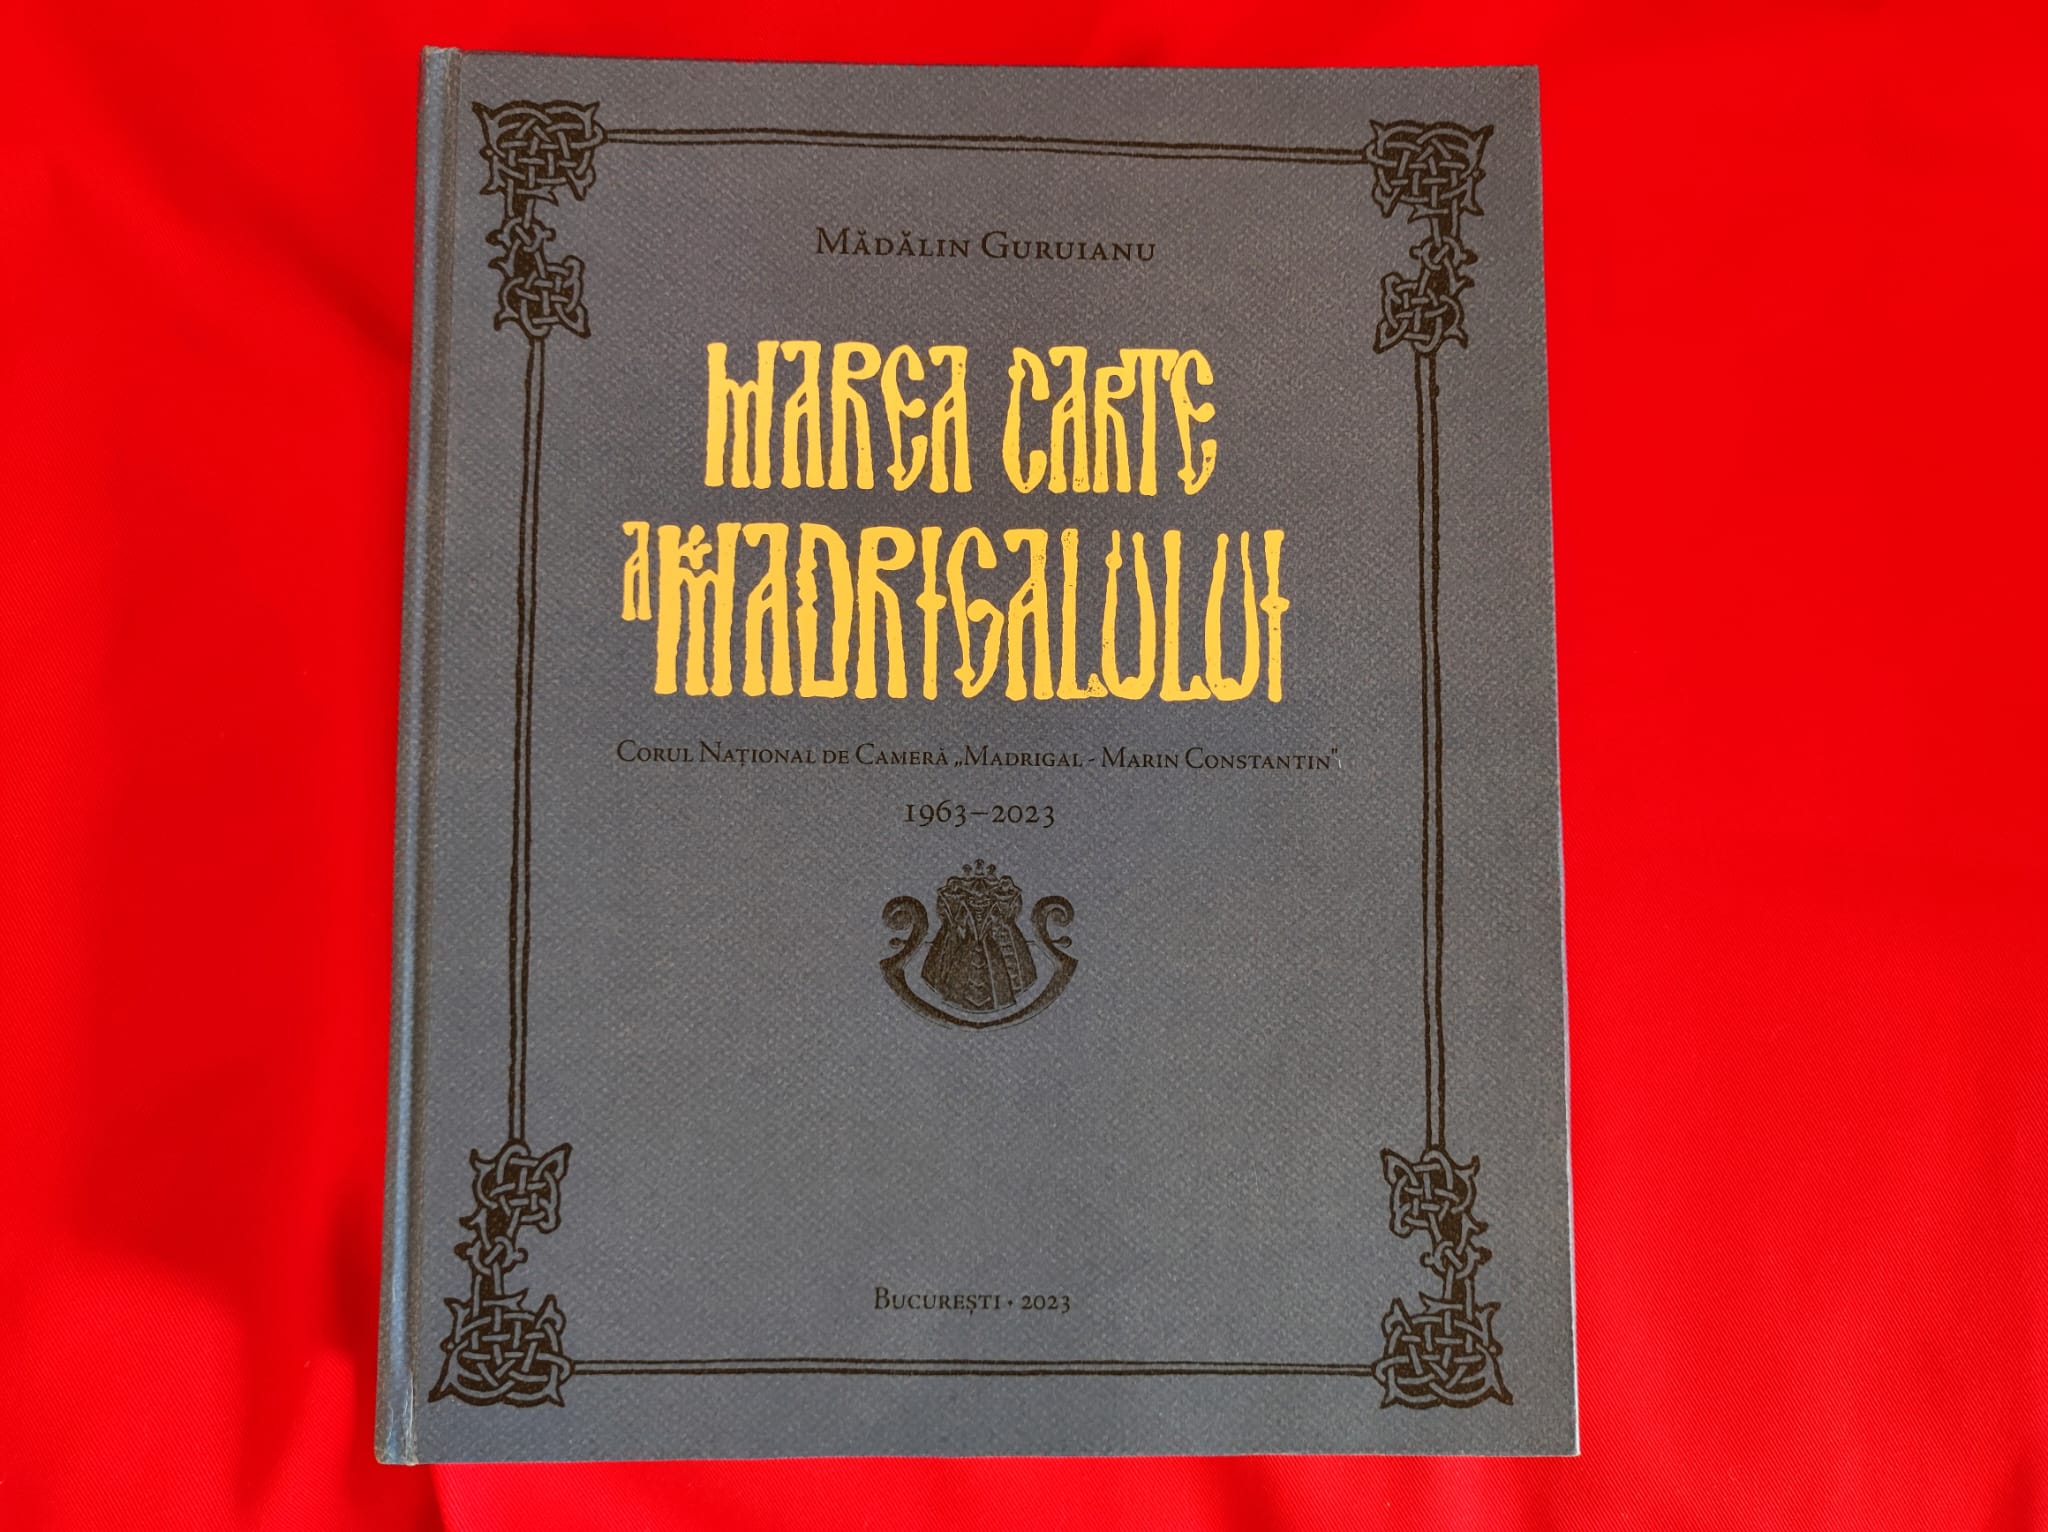 Mădălin Guruianu
MAREA CARTE
A MADRIGALULUI
Corul Național de Cameră „Madrigal - Marin Constantin"
1963–2023
București • 2023